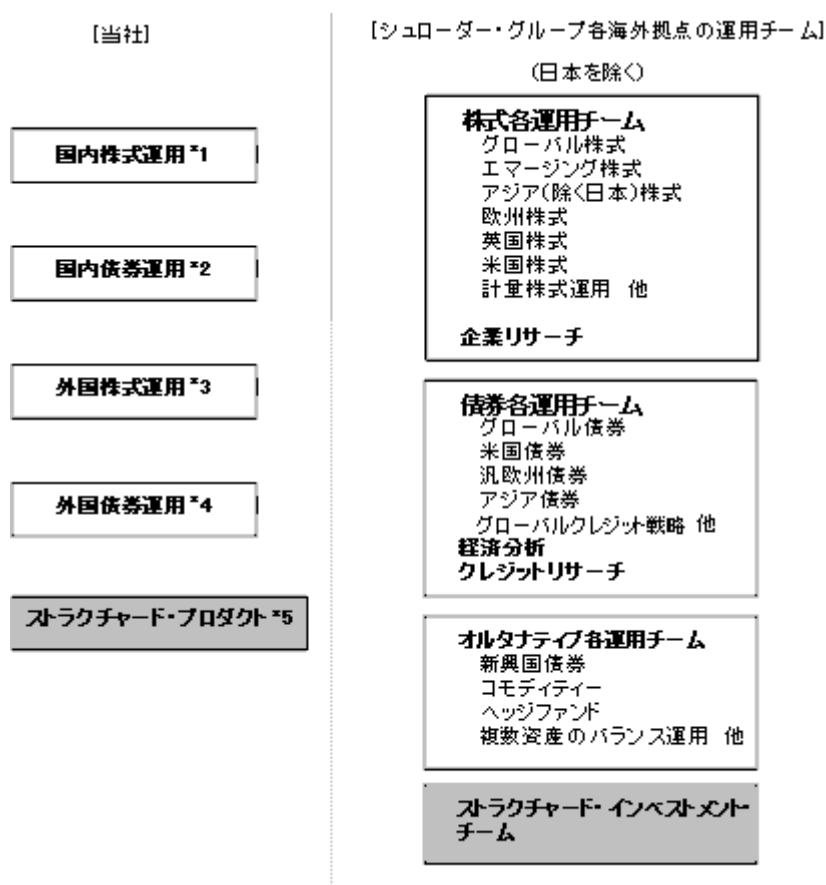 [当社]
国内株式運用 *1
国内債券運用 *2
外国株式運用 *3
外国債券運用 *4
ストラクチャード・プロダクト *5
[シュローダー・グループ各海外拠点の運用チーム]
(日本を除く)
株式各運用チーム
グローバル株式
エマージング株式
アジア(除く日本)株式
欧州株式
英国株式
米国株式
計量株式運用 他
企業リサーチ
債券各運用チーム
グローバル債券
米国債券
汎欧州債券
アジア債券
グローバルクレジット戦略 他
経済分析
クレジットリサーチ
オルタナティブ各運用チーム
新興国債券
コモディティー
ヘッジファンド
複数資産のバランス運用 他
ストラクチャード・インベストメント・
チーム